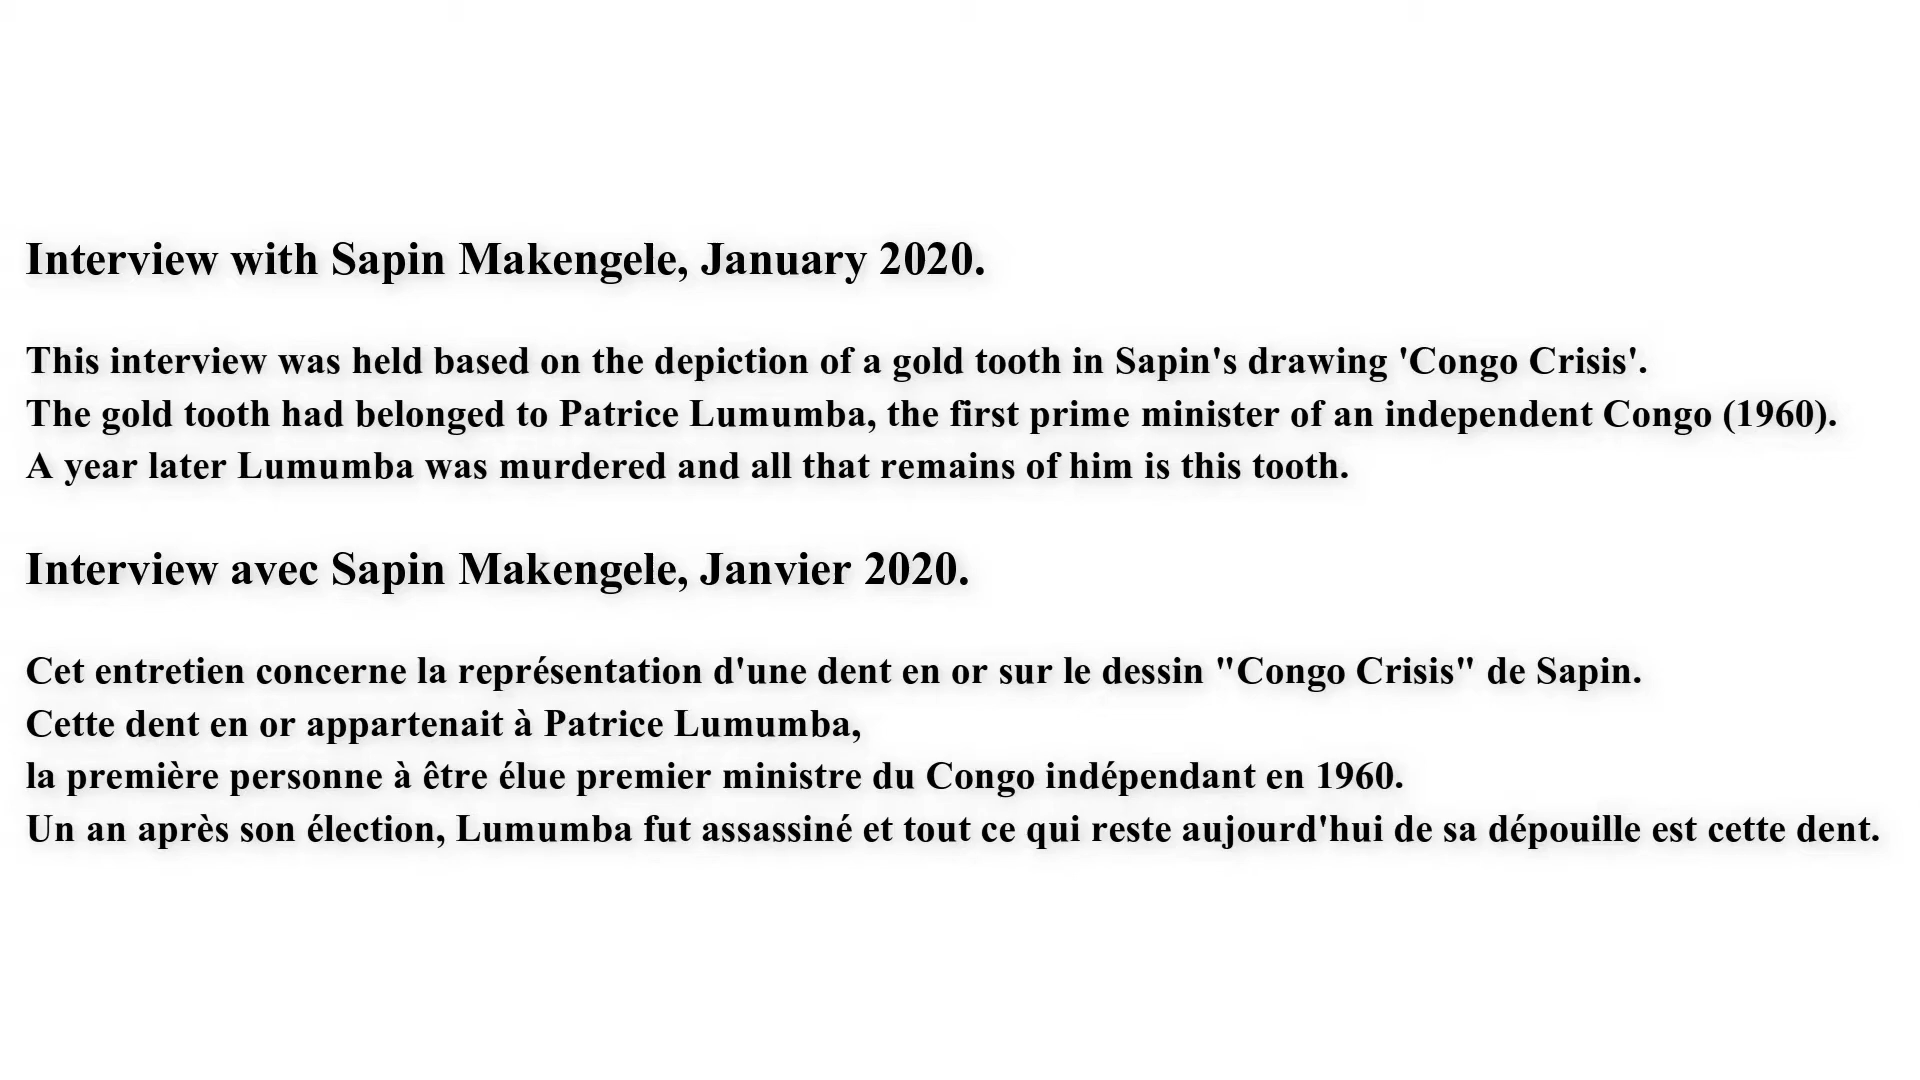 Interview with Sapin Makengele, January 2020.
This interview was held based on the depiction of a gold tooth in Sapin's drawing 'Congo Crisis'.
The gold tooth had belonged to Patrice Lumumba, the first prime minister of an independent Congo (1960).
A year later Lumumba was murdered and all that remains of him is this tooth.
Interview avec Sapin Makengele, Janvier 2020.
Cet entretien concerne la représentation d'une dent en or sur le dessin "Congo Crisis" de Sapin.
Cette dent en or appartenait à Patrice Lumumba,
la première personne à être élue premier ministre du Congo indépendant en 1960.
Un an après son élection, Lumumba fut assassiné et tout ce qui reste aujourd'hui de sa dépouille est cette dent.